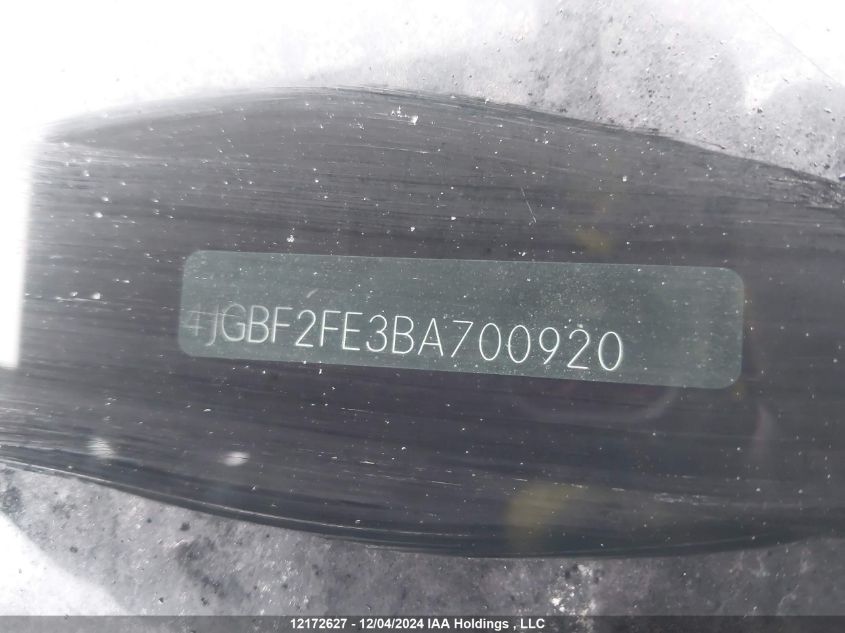 4JGBF2FE3BA700920
12172627 - 12/04/2024 IAA Holdings , LLC